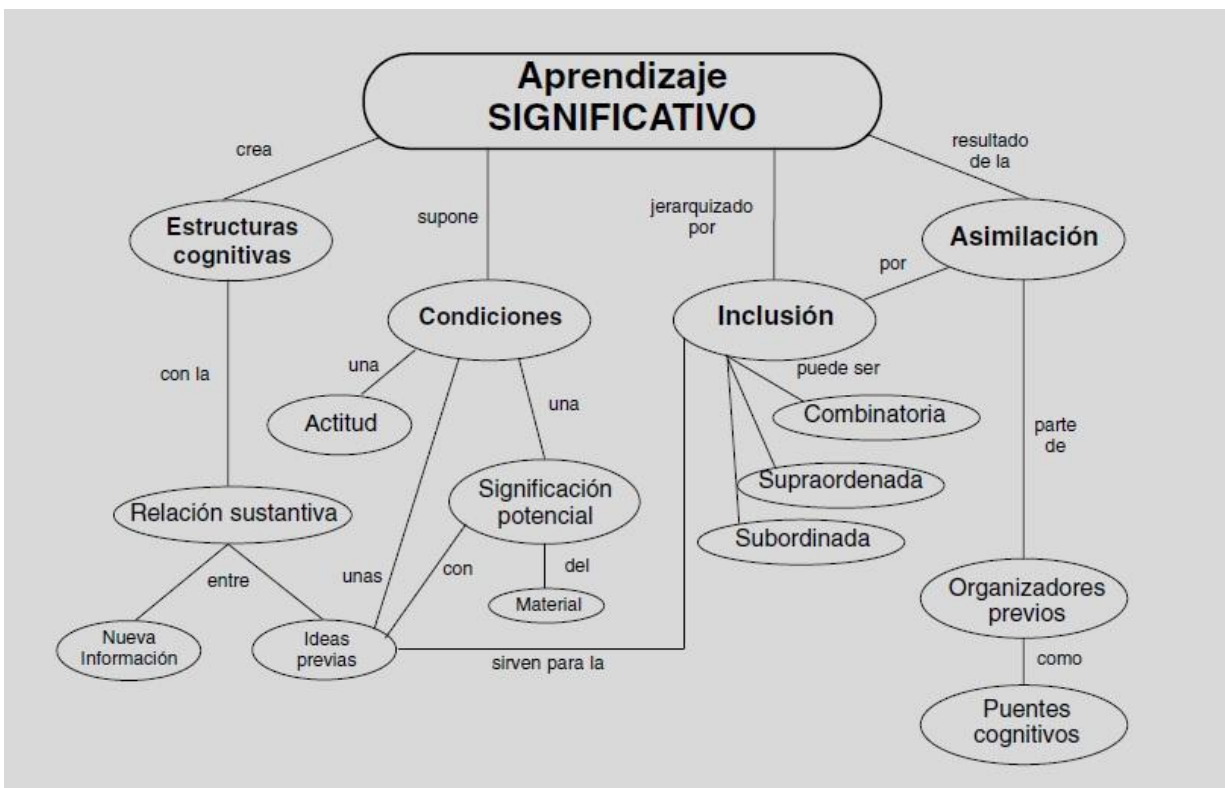 Aprendizaje
SIGNIFICATIVO
crea
supone
jerarquizado
por
resultado
de la
Estructuras
cognitivas
Asimilación
por
Condiciones
Inclusión
con la
una
una
puede ser
Actitud
Combinatoria
parte
de
Relación sustantiva
Significación
potencial
Supraordenada
Subordinada
entre
unas
con
del
Material
Organizadores
previos
Nueva
Información
Ideas
previas
sirven para la
como
Puentes
cognitivos